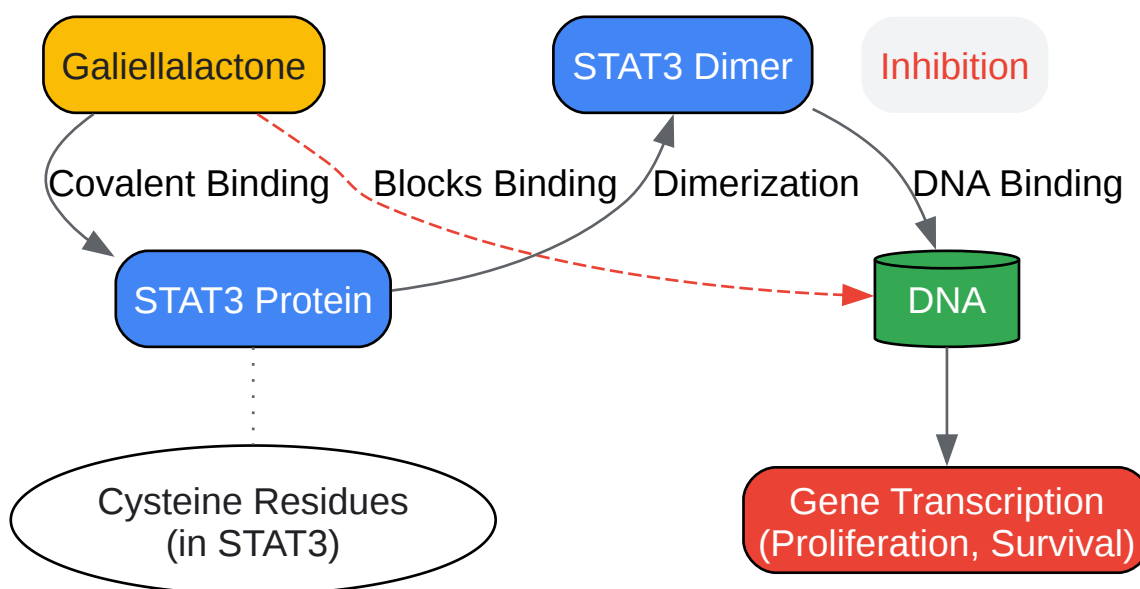 Galiellalactone
STAT3 Dimer
Inhibition
Covalent Binding
Blocks Binding
Dimerization
DNA Binding
STAT3 Protein
DNA
Cysteine Residues
(in STAT3)
Gene Transcription
(Proliferation, Survival)